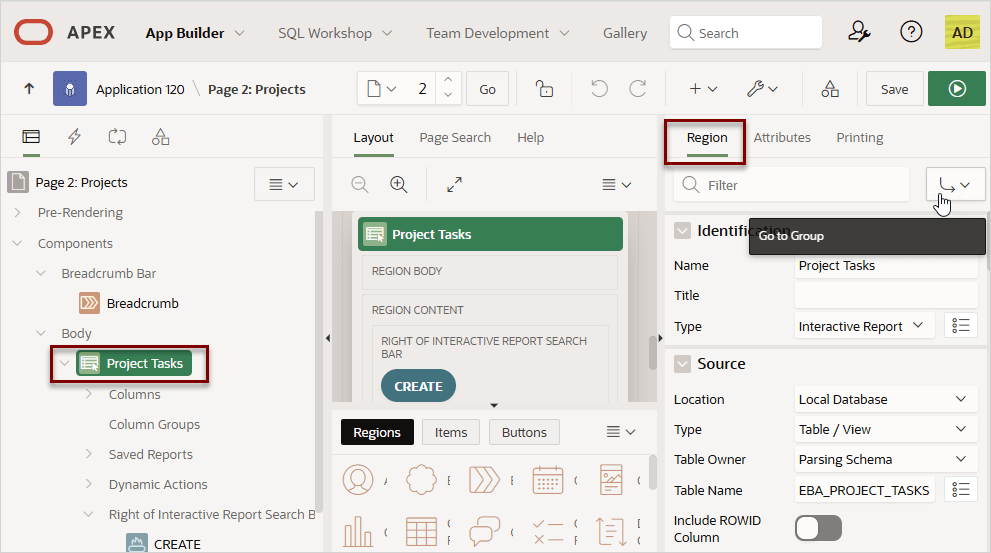 APEX App Builder SQL Workshop Team Development Gallery Search AD
Application 120 \ Page 2: Projects 2 Go Save
Layout Page Search Help
Region Attributes Printing
Page 2: Projects
Filter
Go to Group
Pre-Rendering
Components
Breadcrumb Bar
Breadcrumb
Body
Project Tasks
Columns
Column Groups
Saved Reports
Dynamic Actions
Right of Interactive Report Search B
CREATE
Project Tasks
REGION BODY
REGION CONTENT
RIGHT OF INTERACTIVE REPORT SEARCH
BAR
CREATE
Regions Items Buttons
Identification
Name Project Tasks
Title
Type Interactive Report
Source
Location Local Database
Type Table / View
Table Owner Parsing Schema
Table Name EBA_PROJECT_TASKS
Include ROWID
Column